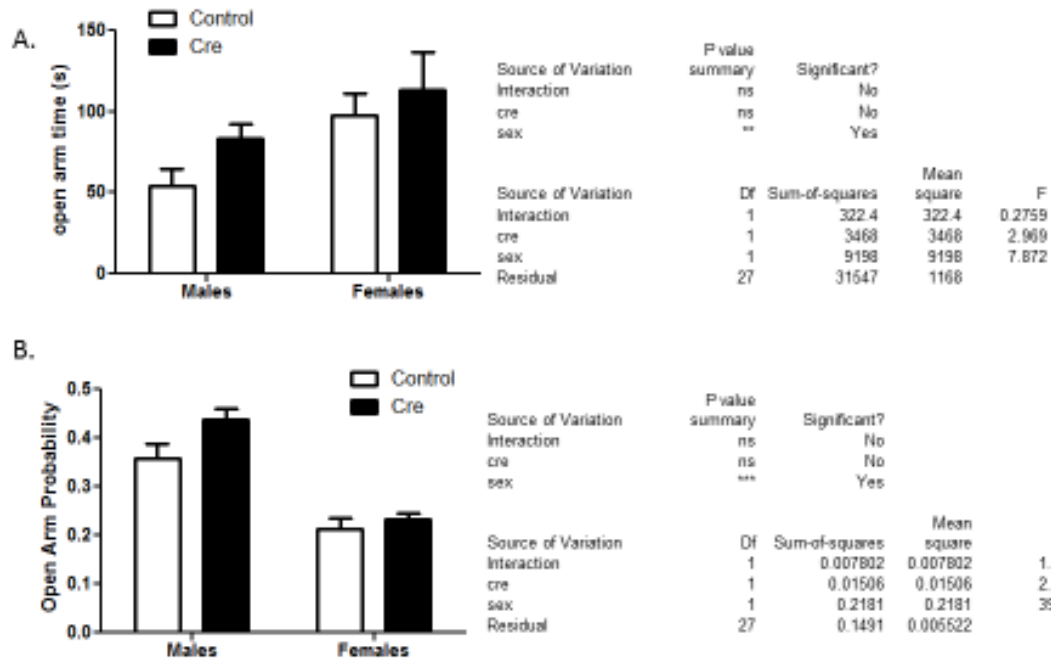 A.
Control
Cre
open arm time (s)
150
100
50
0
Males Females
P value
Source of Variation summary Significant?
Interaction ns No
cre ns No
sex ** Yes
Mean
Source of Variation Df Sum-of-squares square F
Interaction 1 322.4 322.4 0.2759
cre 1 3468 3468 2.969
sex 1 9198 9198 7.872
Residual 27 31547 1168
B.
Control
Cre
Open Arm Probability
0.5
0.4
0.3
0.2
0.1
0.0
Males Females
P value
Source of Variation summary Significant?
Interaction ns No
cre ns No
sex *** Yes
Mean
Source of Variation Df Sum-of-squares square
Interaction 1 0.007802 0.007802 1.
cre 1 0.01506 0.01506 2.
sex 1 0.2181 0.2181
Residual 27 0.1491 0.005522